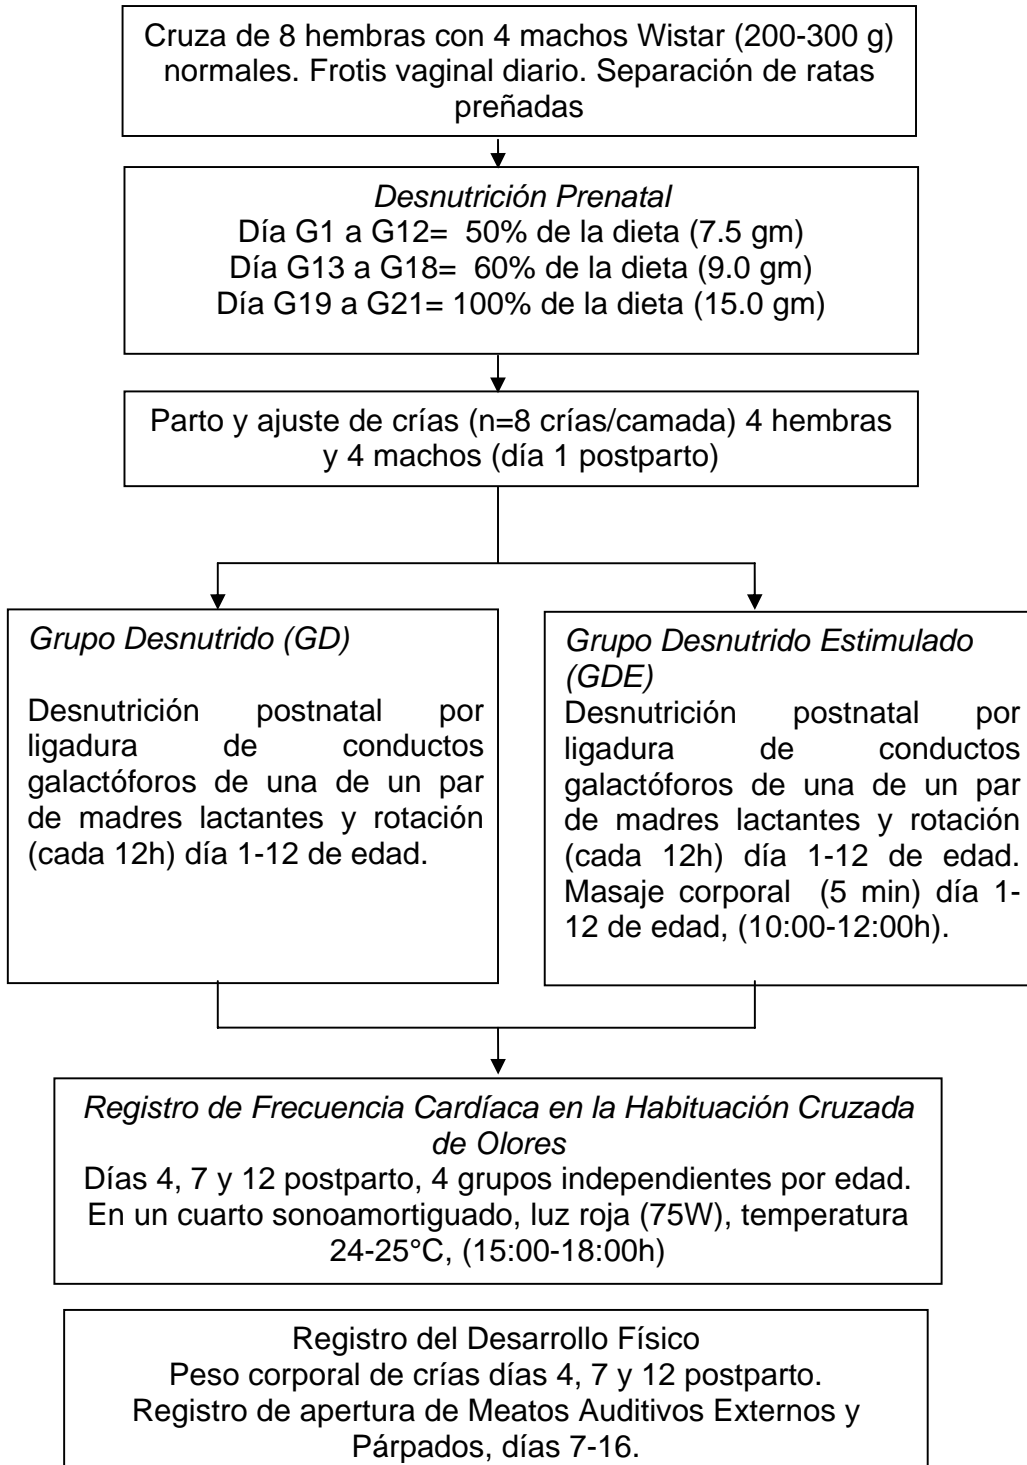 Cruza de 8 hembras con 4 machos Wistar (200-300 g)
normales. Frotis vaginal diario. Separación de ratas
preñadas
Desnutrición Prenatal
Día G1 a G12= 50% de la dieta (7.5 gm)
Día G13 a G18= 60% de la dieta (9.0 gm)
Día G19 a G21= 100% de la dieta (15.0 gm)
Parto y ajuste de crías (n=8 crías/camada) 4 hembras
y 4 machos (día 1 postparto)
Grupo Desnutrido (GD)
Desnutrición postnatal por
ligadura de conductos
galactóforos de una de un par
de madres lactantes y rotación
(cada 12h) día 1-12 de edad.
Grupo Desnutrido Estimulado
(GDE)
Desnutrición postnatal por
ligadura de conductos
galactóforos de una de un par
de madres lactantes y rotación
(cada 12h) día 1-12 de edad.
Masaje corporal (5 min) día 1-
12 de edad, (10:00-12:00h).
Registro de Frecuencia Cardíaca en la Habituación Cruzada
de Olores
Días 4, 7 y 12 postparto, 4 grupos independientes por edad.
En un cuarto sonoamortiguado, luz roja (75W), temperatura
24-25°C, (15:00-18:00h)
Registro del Desarrollo Físico
Peso corporal de crías días 4, 7 y 12 postparto.
Registro de apertura de Meatos Auditivos Externos y
Párpados, días 7-16.